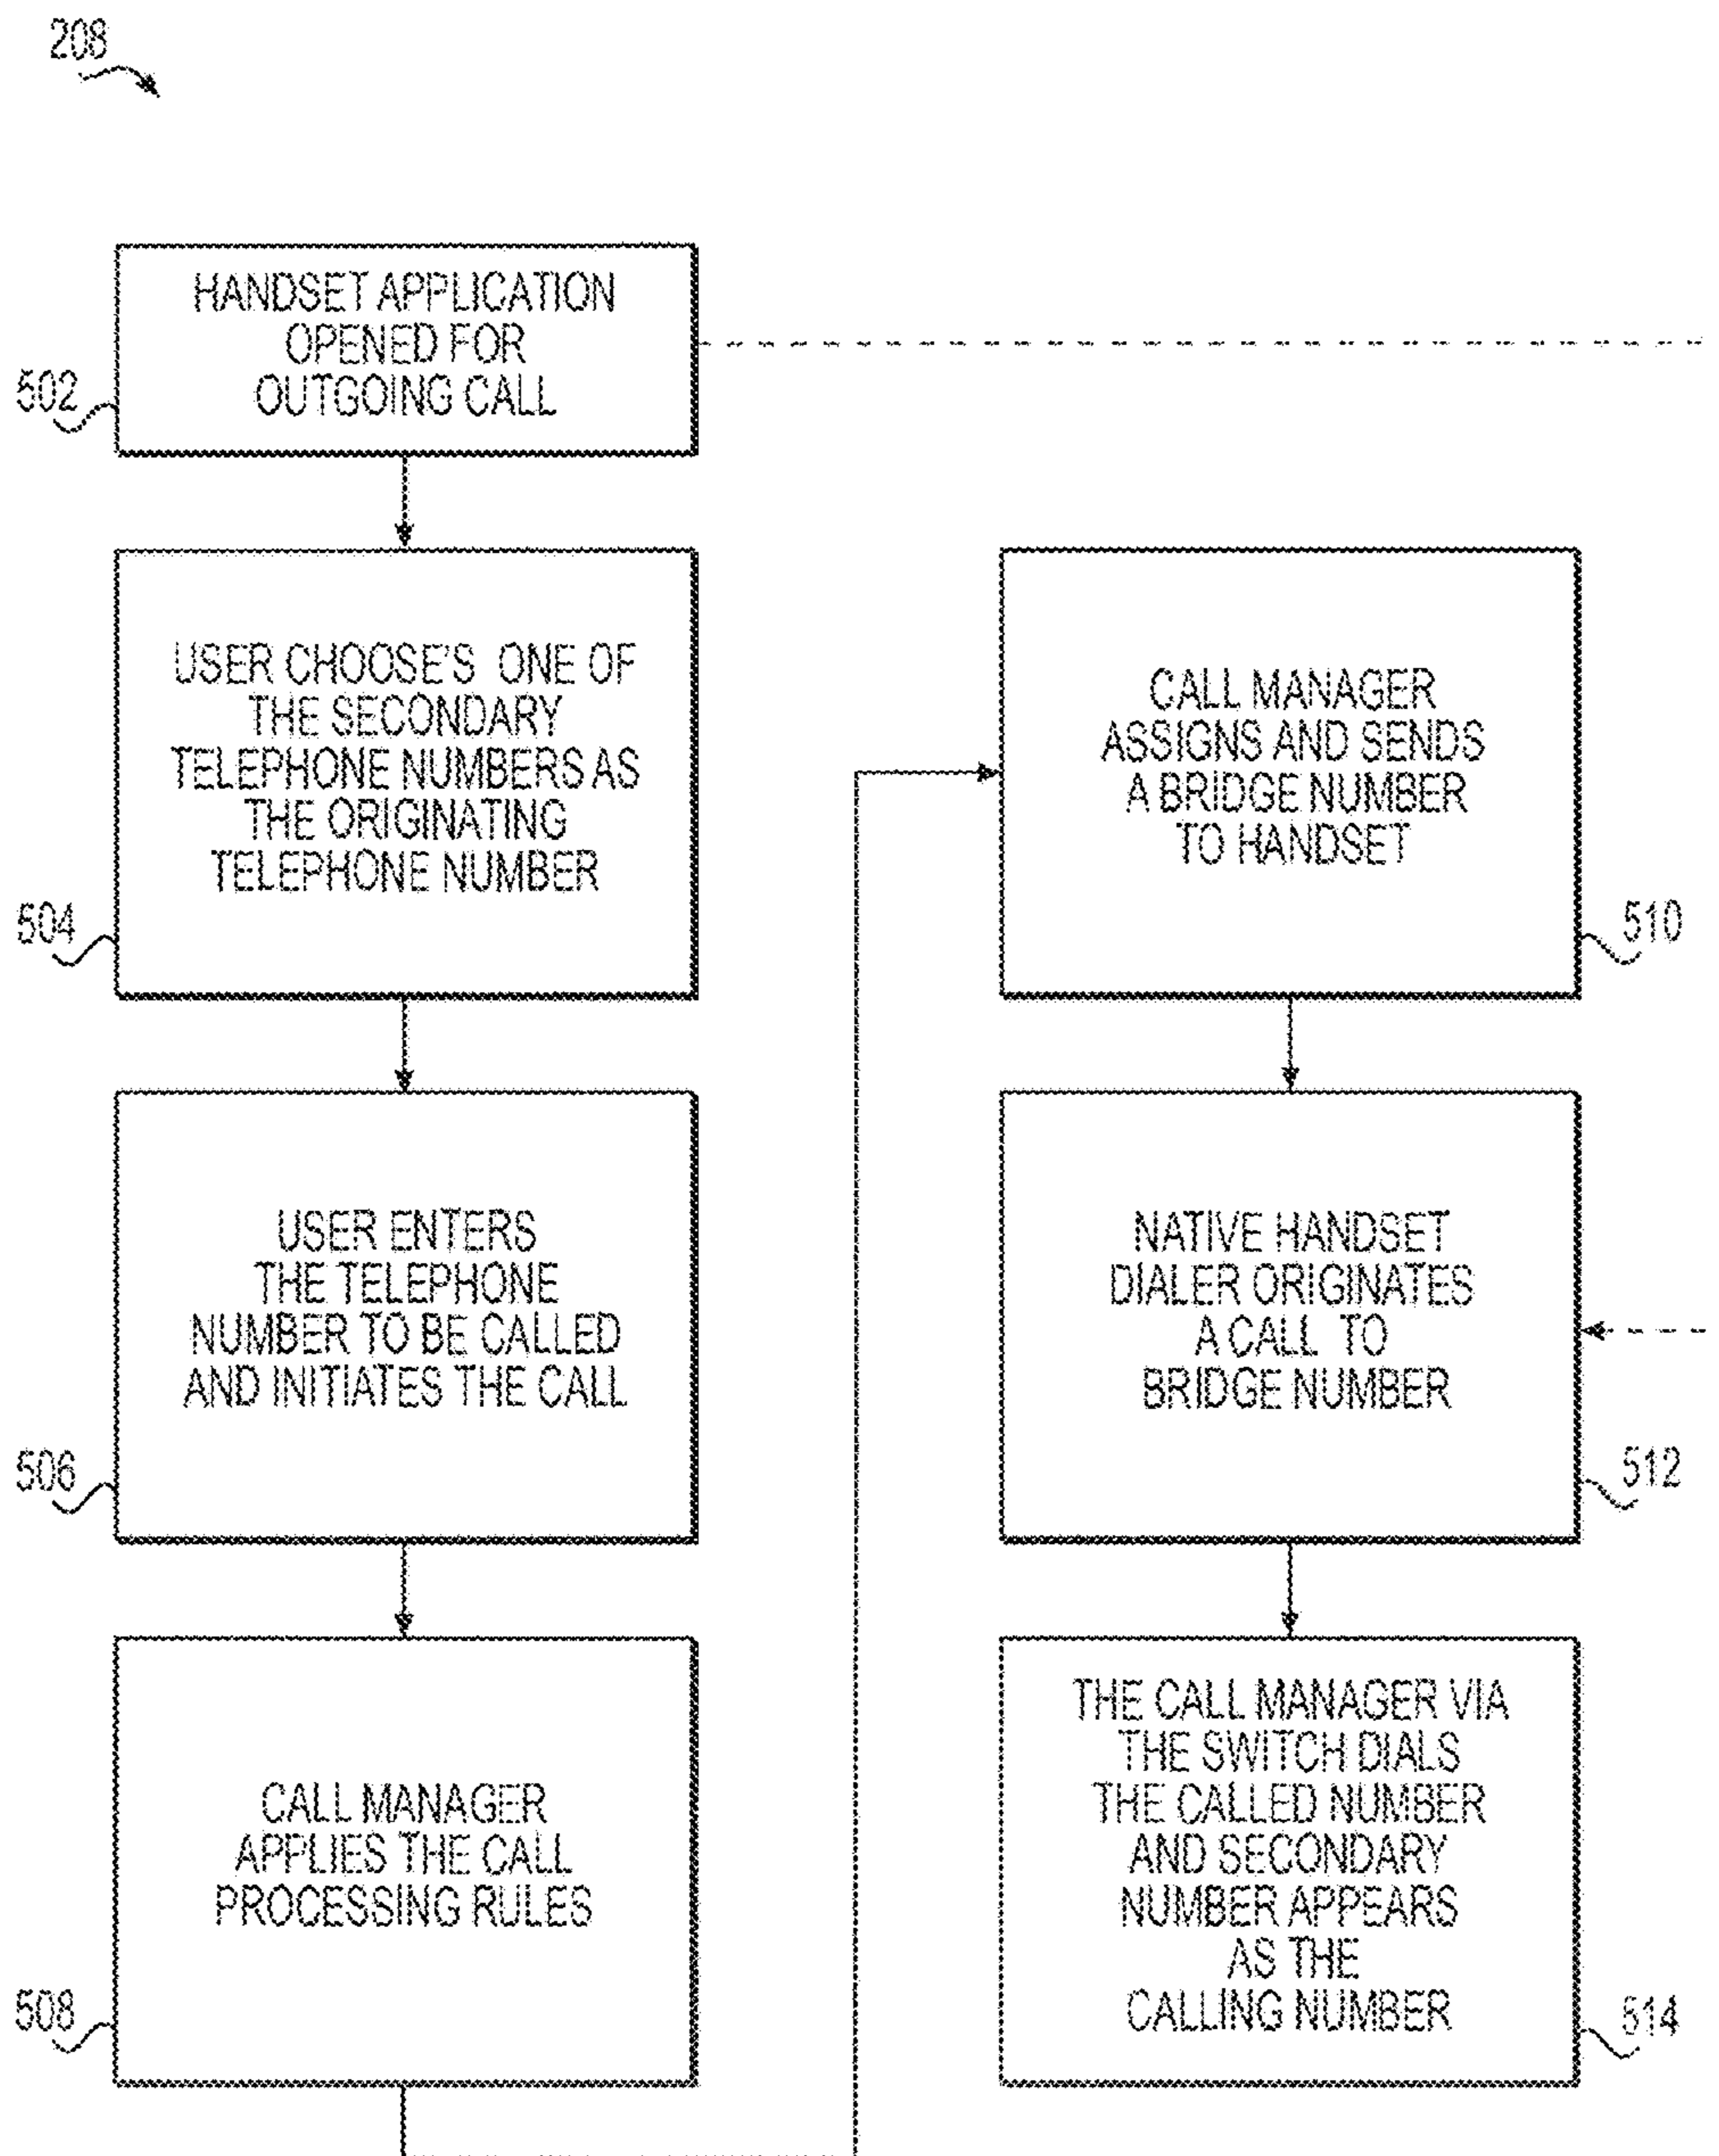 208
HANDSET APPLICATION
OPENED FOR
OUTGOING CALL
502
USER CHOOSE'S ONE OF
THE SECONDARY
TELEPHONE NUMBERS AS
THE ORIGINATING
TELEPHONE NUMBER
504
USER ENTERS
THE TELEPHONE
NUMBER TO BE CALLED
AND INITIATES THE CALL
506
CALL MANAGER
APPLIES THE CALL
PROCESSING RULES
508
CALL MANAGER
ASSIGNS AND SENDS
A BRIDGE NUMBER
TO HANDSET
510
NATIVE HANDSET
DIALER ORIGINATES
A CALL TO
BRIDGE NUMBER
512
THE CALL MANAGER VIA
THE SWITCH DIALS
THE CALLED NUMBER
AND SECONDARY
NUMBER APPEARS
AS THE
CALLING NUMBER
514